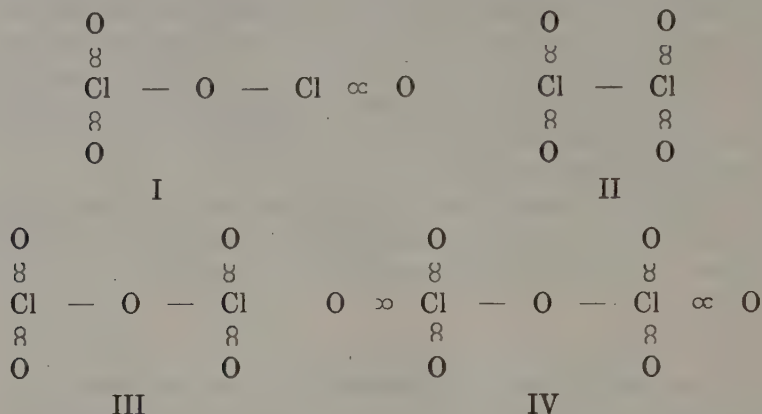 O O O
8 8 8
Cl — O — Cl ∝ O Cl — Cl
8 8 8
O O O
I II
O O O O
8 8 8 8
Cl — O — Cl O ∝ Cl — O — Cl ∝ O
8 8 8 8
O O O O
III IV